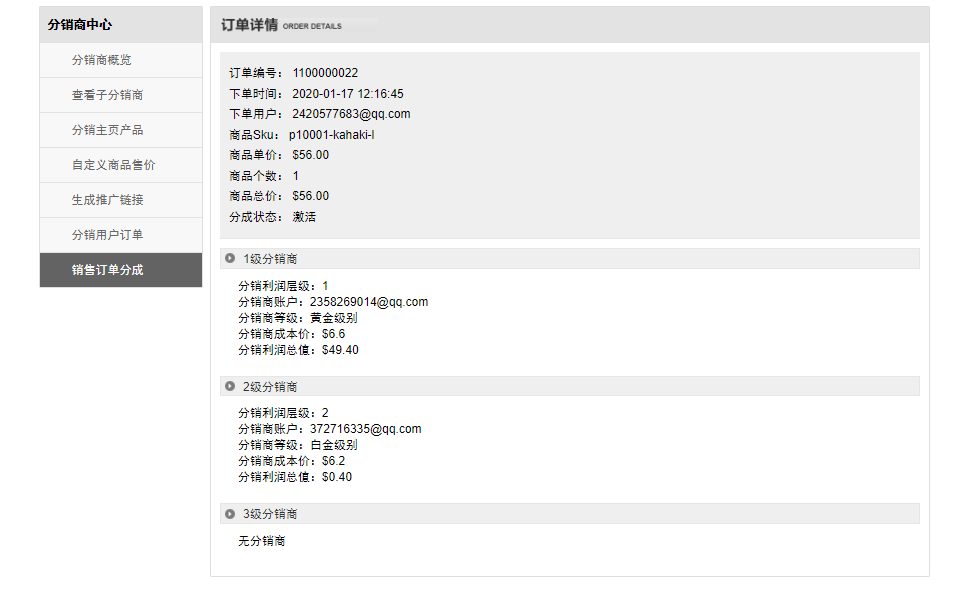 分销商中心
分销商概览
查看子分销商
分销主页产品
自定义商品售价
生成推广链接
分销用户订单
销售订单分成
订单详情 ORDER DETAILS
订单编号： 1100000022
下单时间： 2020-01-17 12:16:45
下单用户： 2420577683@qq.com
商品Sku： p10001-kahaki-l
商品单价： $56.00
商品个数： 1
商品总价： $56.00
分成状态： 激活
1级分销商
分销利润层级：1
分销商账户：2358269014@qq.com
分销商等级：黄金级别
分销商成本价：$6.6
分销利润总值：$49.40
2级分销商
分销利润层级：2
分销商账户：372716335@qq.com
分销商等级：白金级别
分销商成本价：$6.2
分销利润总值：$0.40
3级分销商
无分销商